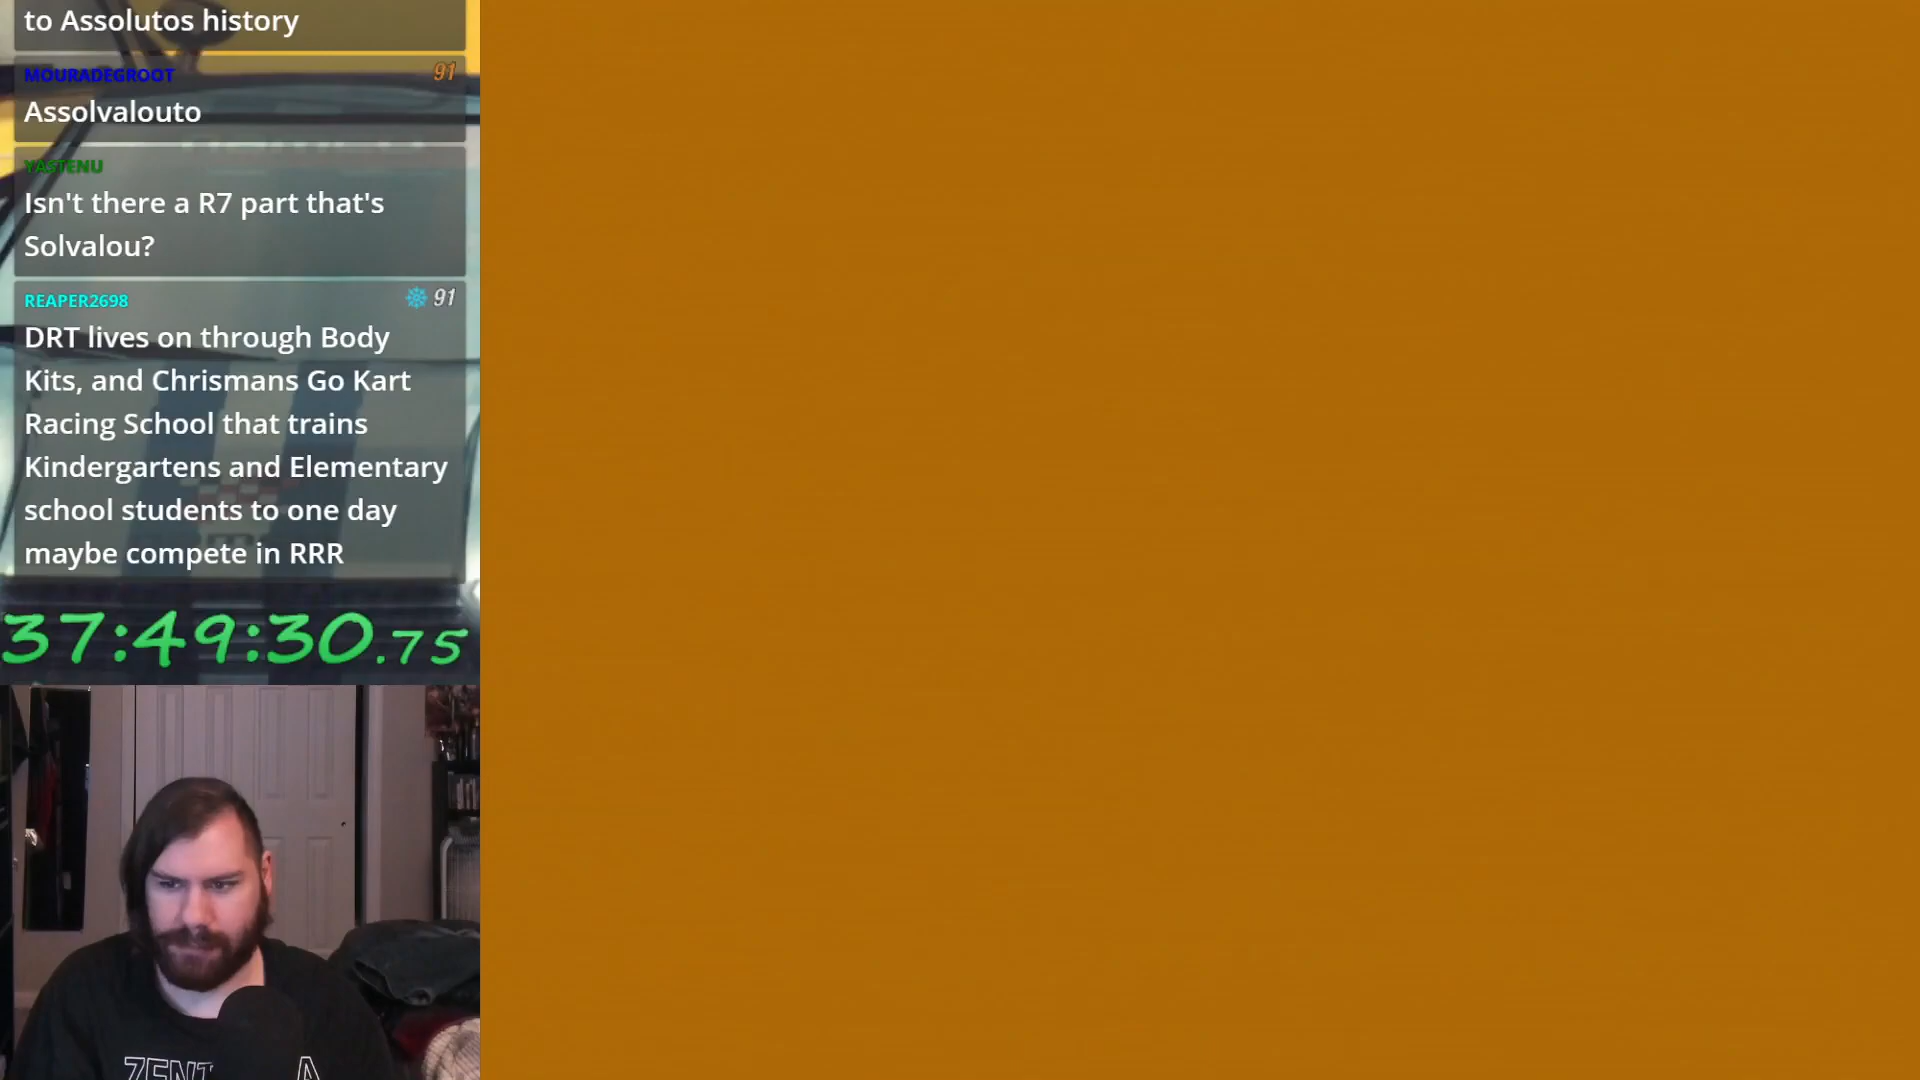 to Assolutos history
MOURADEGROOT 91
Assolvalouto
YASTENU
Isn't there a R7 part that's
Solvalou?
REAPER2698 91
DRT lives on through Body
Kits, and Chrismans Go Kart
Racing School that trains
Kindergartens and Elementary
school students to one day
maybe compete in RRR
37:49:30.75